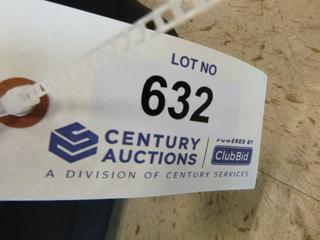 LOT NO
632
CENTURY
AUCTIONS
POWERED BY
ClubBid
A DIVISION OF CENTURY SERVICES